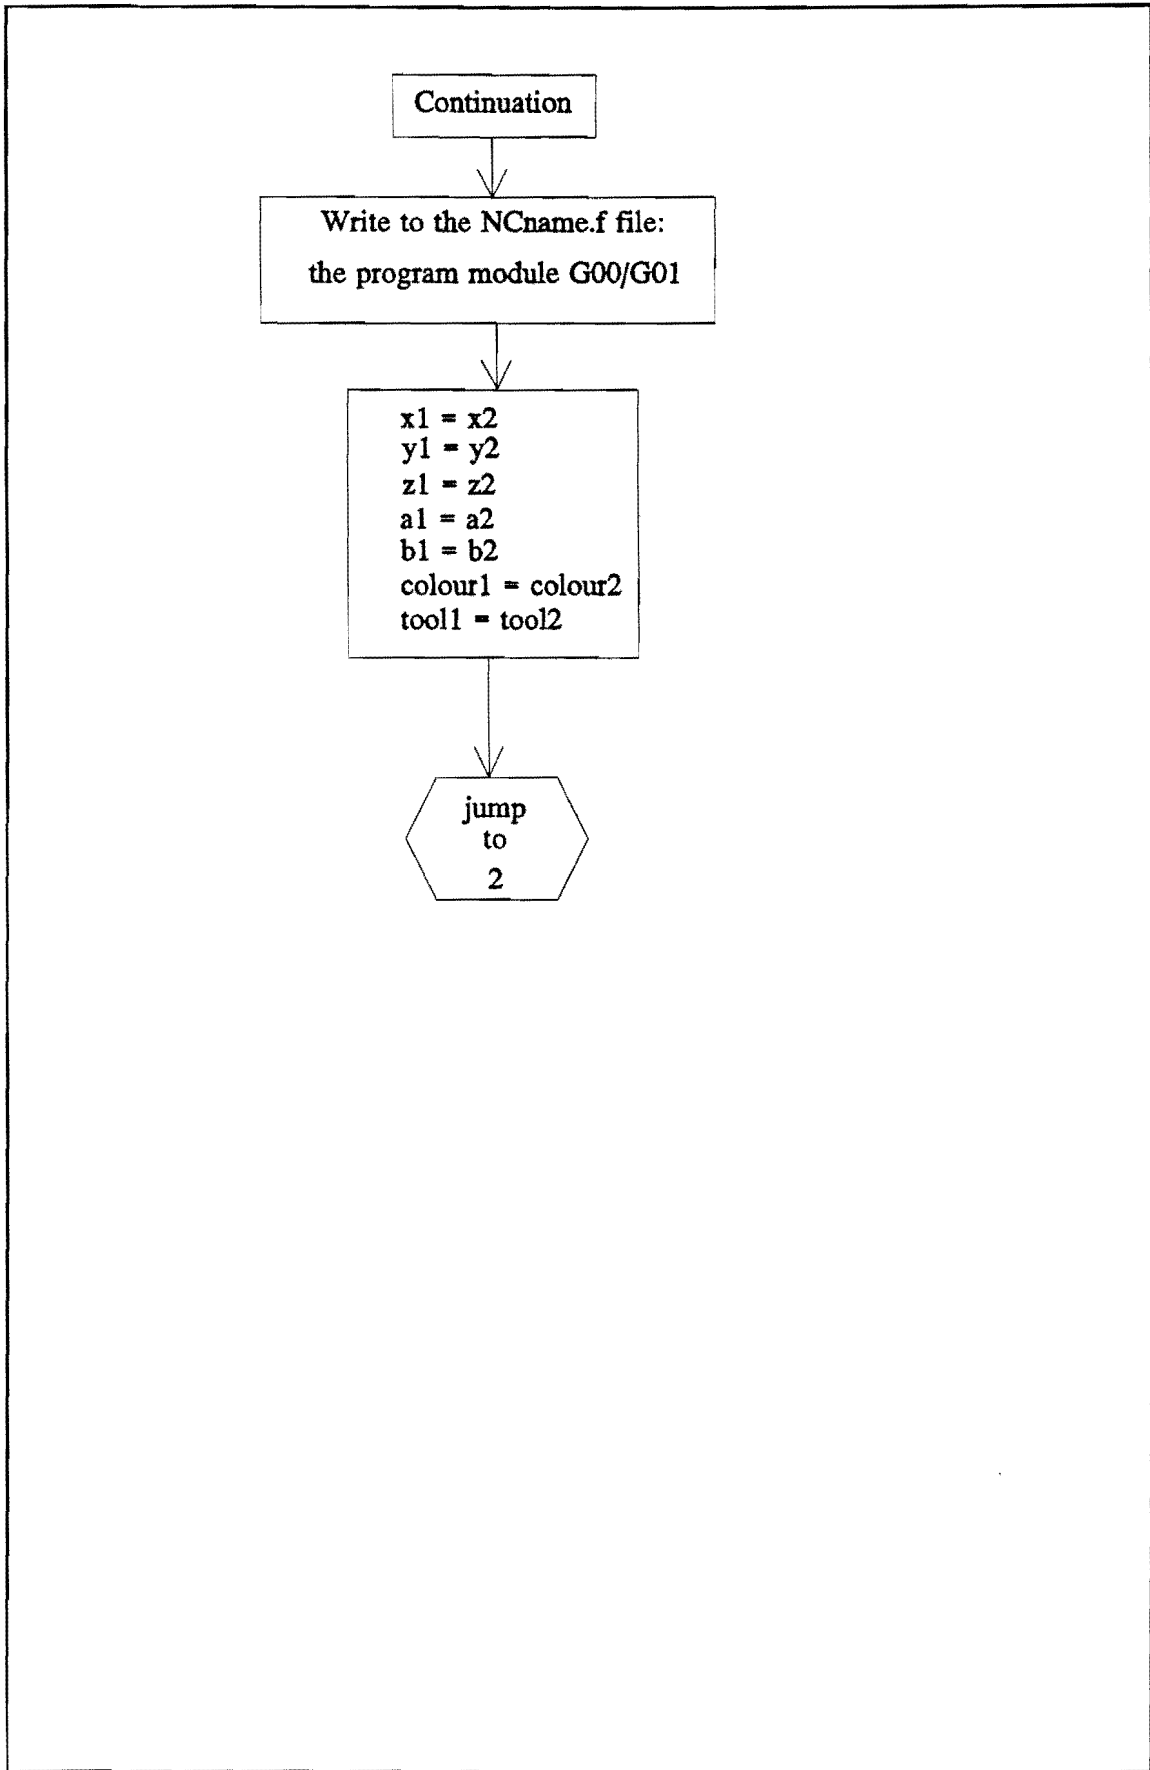 Continuation
Write to the NCname.f file:
the program module G00/G01
x1 = x2
y1 = y2
z1 = z2
a1 = a2
b1 = b2
colour1 = colour2
tool1 = tool2
jump
to
2